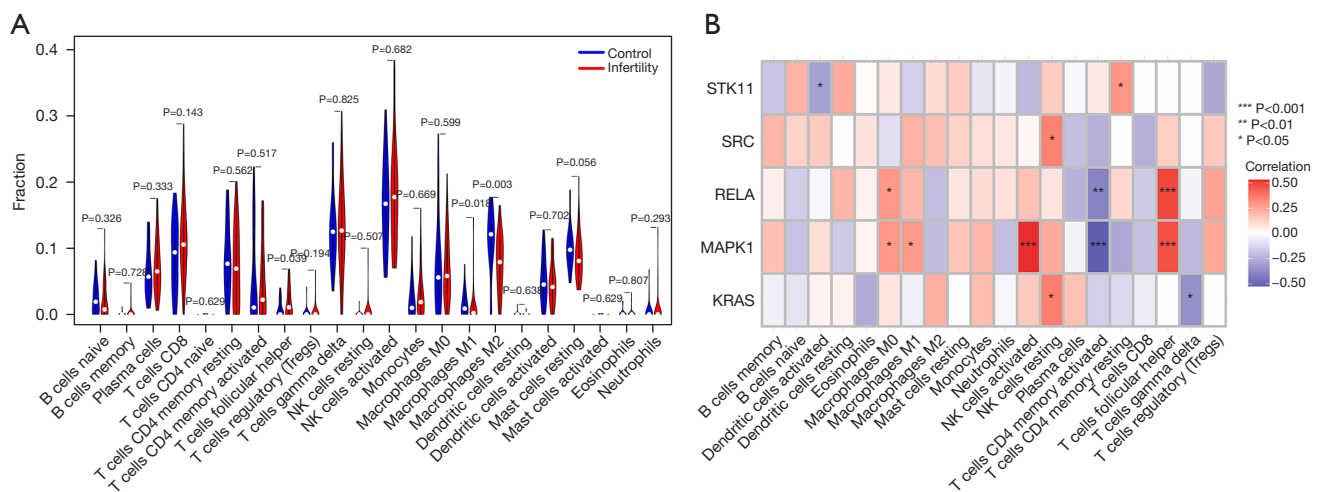 A
B
0.4
0.3
0.2
0.1
0.0
Fraction
Control
Infertility
P=0.326
P=0.728
P=0.333
P=0.143
P=0.629
P=0.562
P=0.517
P=0.039
P=0.194
P=0.825
P=0.507
P=0.682
P=0.669
P=0.599
P=0.018
P=0.003
P=0.638
P=0.702
P=0.056
P=0.629
P=0.807
P=0.293
B cells naive
B cells memory
Plasma cells
T cells CD8
T cells CD4 naive
T cells CD4 memory resting
T cells CD4 memory activated
T cells follicular helper
T cells regulatory (Tregs)
T cells gamma delta
NK cells resting
NK cells activated
Monocytes
Macrophages M0
Macrophages M1
Macrophages M2
Dendritic cells resting
Dendritic cells activated
Mast cells resting
Mast cells activated
Eosinophils
Neutrophils
STK11
* *
SRC
*
RELA
* ** ***
MAPK1
* * *** *** ***
KRAS
* *
B cells memory
B cells naive
Dendritic cells activated
Dendritic cells resting
Eosinophils
Macrophages M0
Macrophages M1
Macrophages M2
Mast cells resting
Monocytes
Neutrophils
NK cells activated
NK cells resting
Plasma cells
T cells CD4 memory activated
T cells CD4 memory resting
T cells CD8
T cells follicular helper
T cells gamma delta
T cells regulatory (Tregs)
*** P<0.001
** P<0.01
* P<0.05
Correlation
0.50
0.25
0.00
−0.25
−0.50